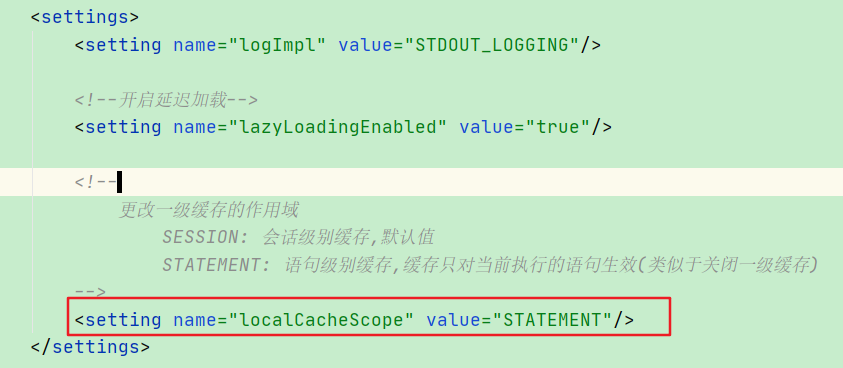 <settings>
<setting name="logImpl" value="STDOUT_LOGGING"/>
<!--开启延迟加载-->
<setting name="lazyLoadingEnabled" value="true"/>
<!--
更改一级缓存的作用域
SESSION: 会话级别缓存,默认值
STATEMENT: 语句级别缓存,缓存只对当前执行的语句生效(类似于关闭一级缓存)
-->
<setting name="localCacheScope" value="STATEMENT"/>
</settings>